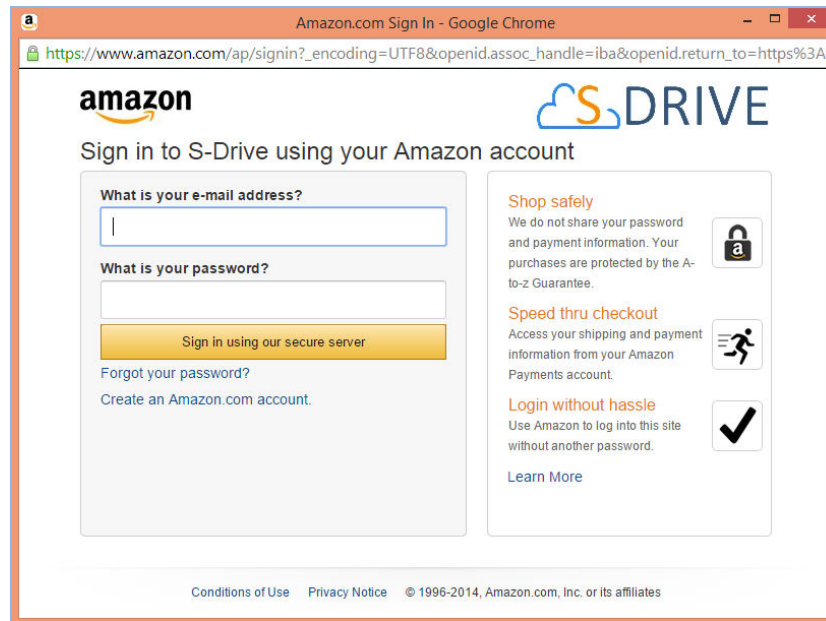 a
Amazon.com Sign In - Google Chrome
https://www.amazon.com/ap/signin?_encoding=UTF8&openid.assoc_handle=iba&openid.return_to=https%3A
amazon
S-DRIVE
Sign in to S-Drive using your Amazon account
What is your e-mail address?
What is your password?
Sign in using our secure server
Forgot your password?
Create an Amazon.com account.
Shop safely
We do not share your password
and payment information. Your
purchases are protected by the A-
to-z Guarantee.
a
Speed thru checkout
Access your shipping and payment
information from your Amazon
Payments account.
Login without hassle
Use Amazon to log into this site
without another password.
Learn More
Conditions of Use Privacy Notice © 1996-2014, Amazon.com, Inc. or its affiliates